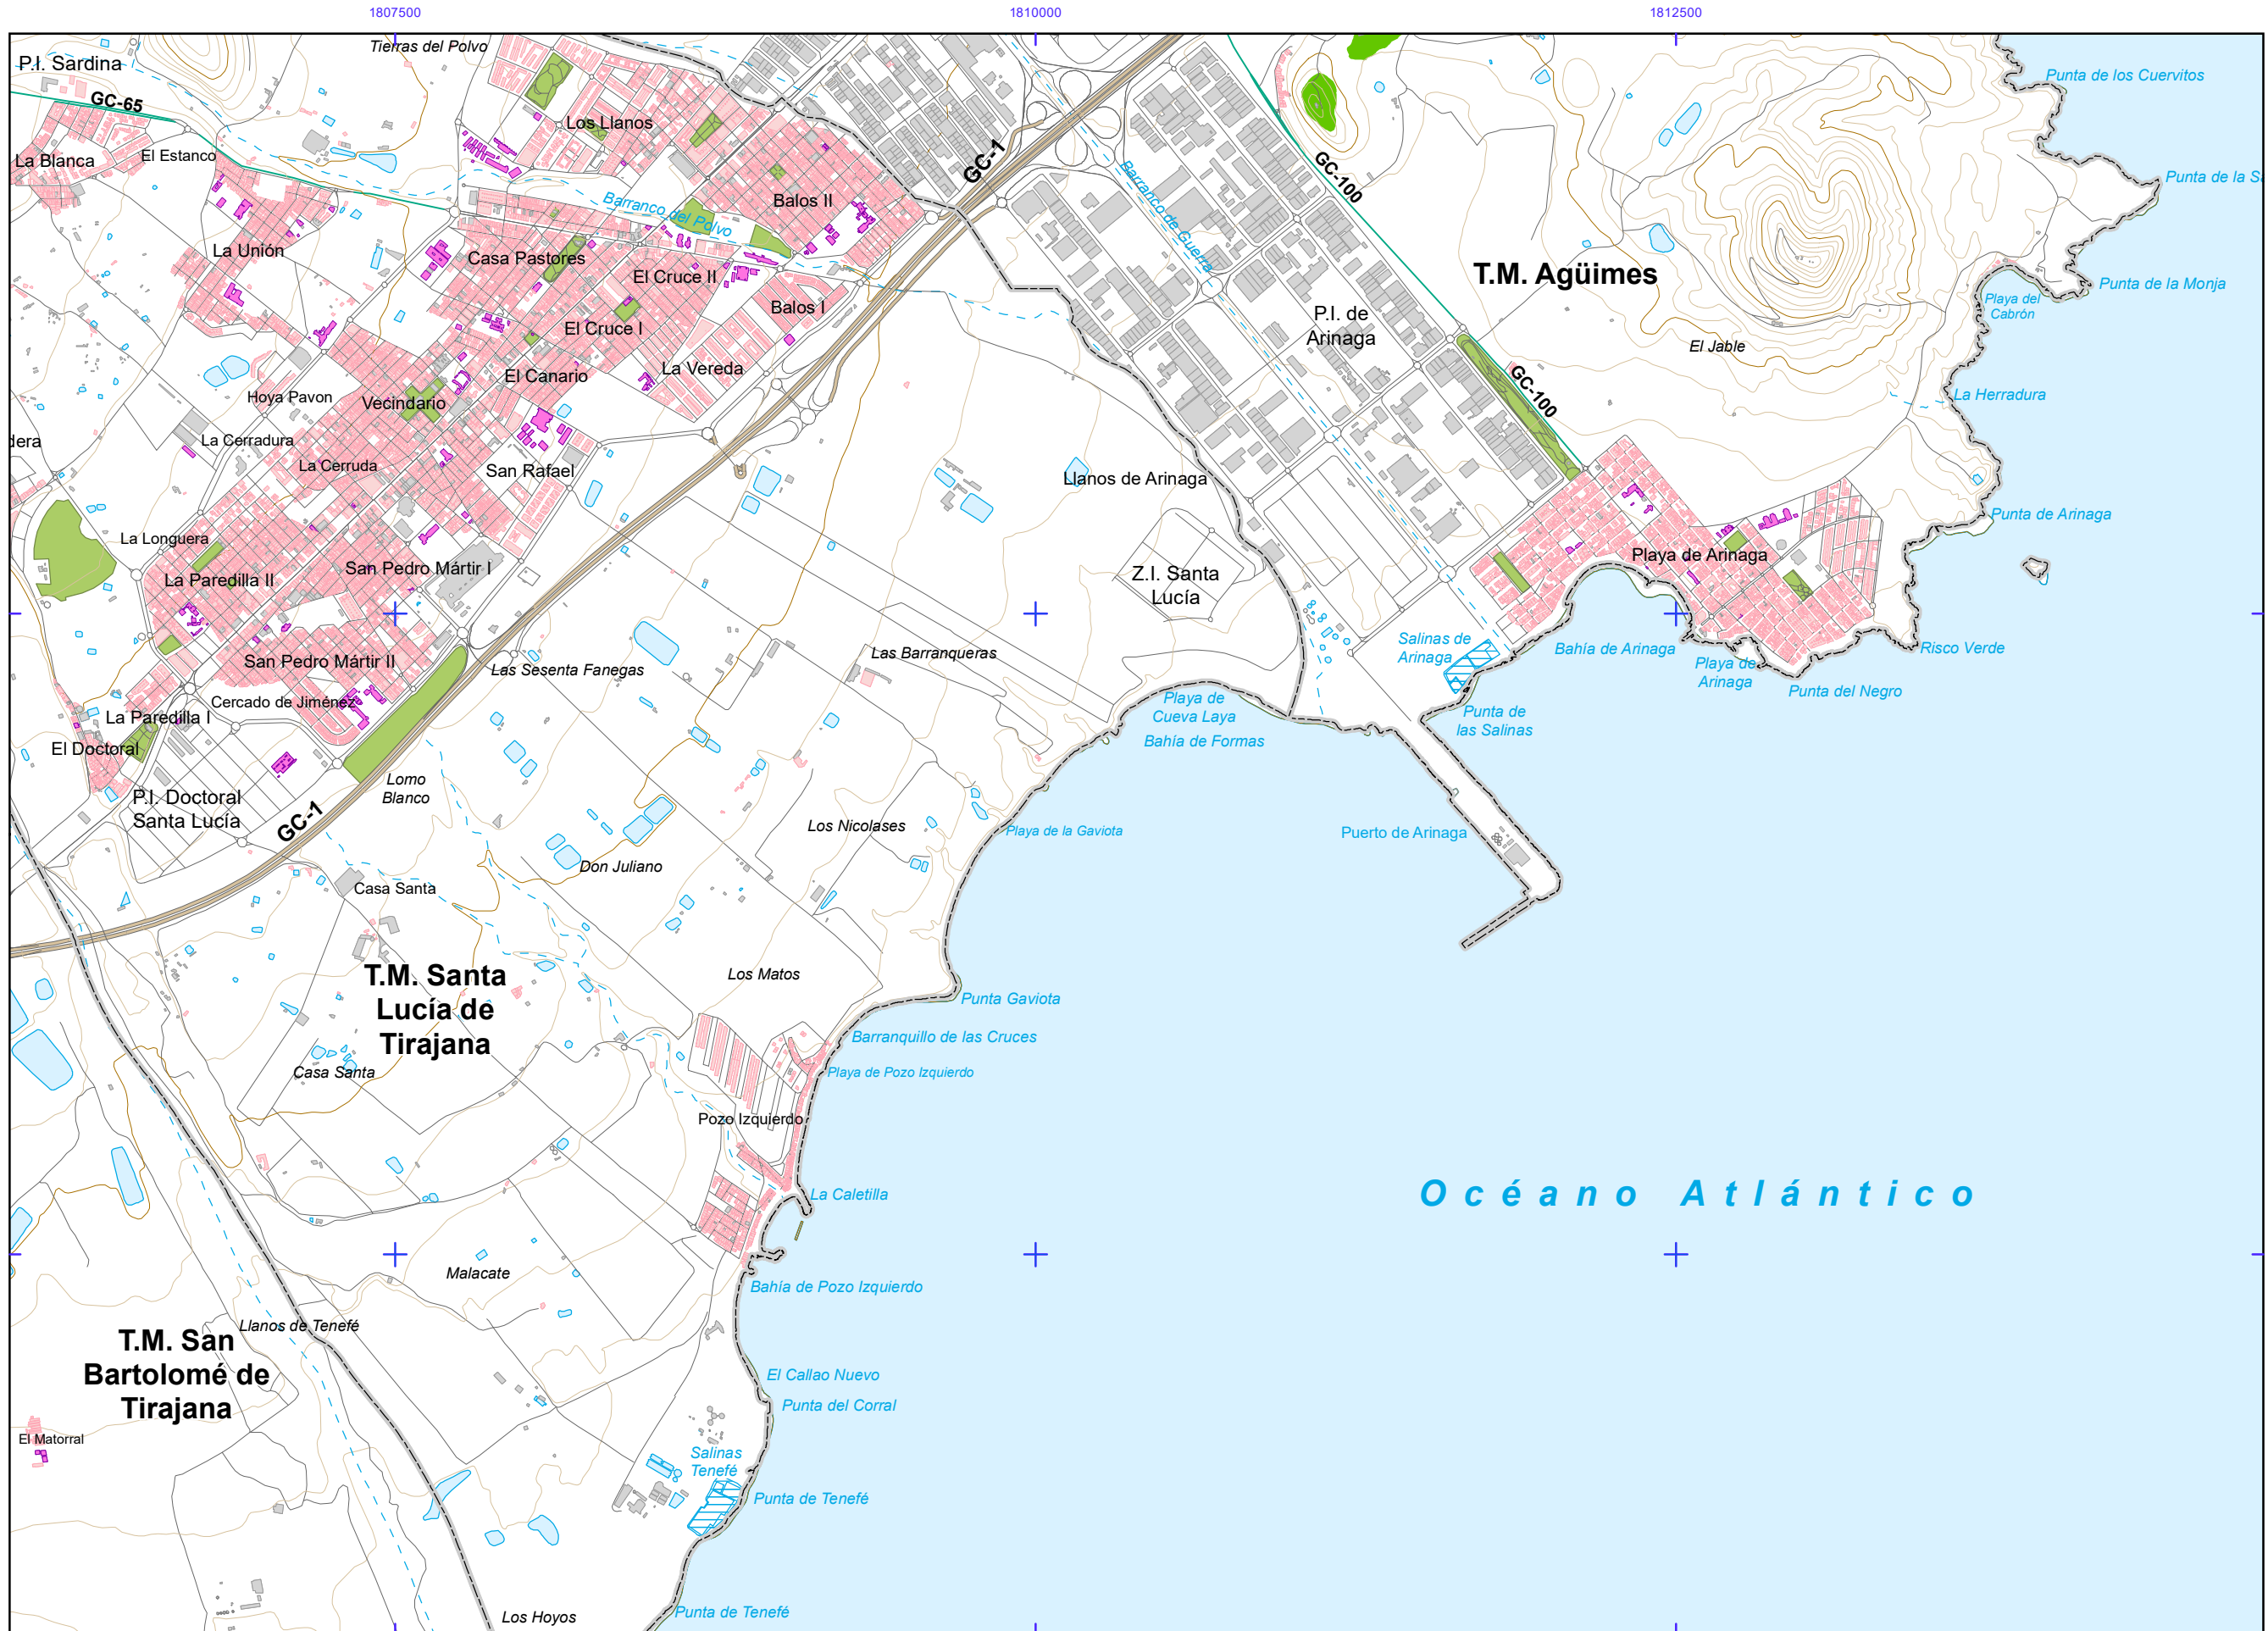 1807500
1810000
1812500
Tierras del Polvo
P.I. Sardina
Punta de los Cuervitos
GC-65
Los Llanos
El Estanco
La Blanca
GC-1
GC-100
Barranco de Guerra
Punta de la S
Balos II
Barranco del Polvo
La Unión
Casa Pastores
El Cruce II
T.M. Agüimes
Punta de la Monja
Balos I
Playa del
Cabrón
El Cruce I
P.I. de
Arinaga
El Jable
La Vereda
El Canario
GC-100
Hoya Pavon
Vecindario
La Herradura
La Cerradura
dera
La Cerruda
San Rafael
Llanos de Arinaga
Punta de Arinaga
La Longuera
Playa de Arinaga
San Pedro Mártir I
La Paredilla II
Z.I. Santa
Lucía
Salinas de
Arinaga
Bahía de Arinaga
Risco Verde
Las Barranqueras
San Pedro Mártir II
Las Sesenta Fanegas
Playa de
Arinaga
Punta del Negro
Cercado de Jiménez
Playa de
Cueva Laya
La Paredilla I
Punta de
las Salinas
Bahía de Formas
El Doctoral
Lomo
Blanco
P.I. Doctoral
Santa Lucía
GC-1
Los Nicolases
Playa de la Gaviota
Puerto de Arinaga
Don Juliano
Casa Santa
Los Matos
T.M. Santa
Lucía de
Tirajana
Punta Gaviota
Barranquillo de las Cruces
Casa Santa
Playa de Pozo Izquierdo
Pozo Izquierdo
La Caletilla
Océano Atlántico
Malacate
Bahía de Pozo Izquierdo
Llanos de Tenefé
T.M. San
Bartolomé de
Tirajana
El Callao Nuevo
Punta del Corral
El Matorral
Salinas
Tenefé
Punta de Tenefé
Los Hoyos
Punta de Tenefé